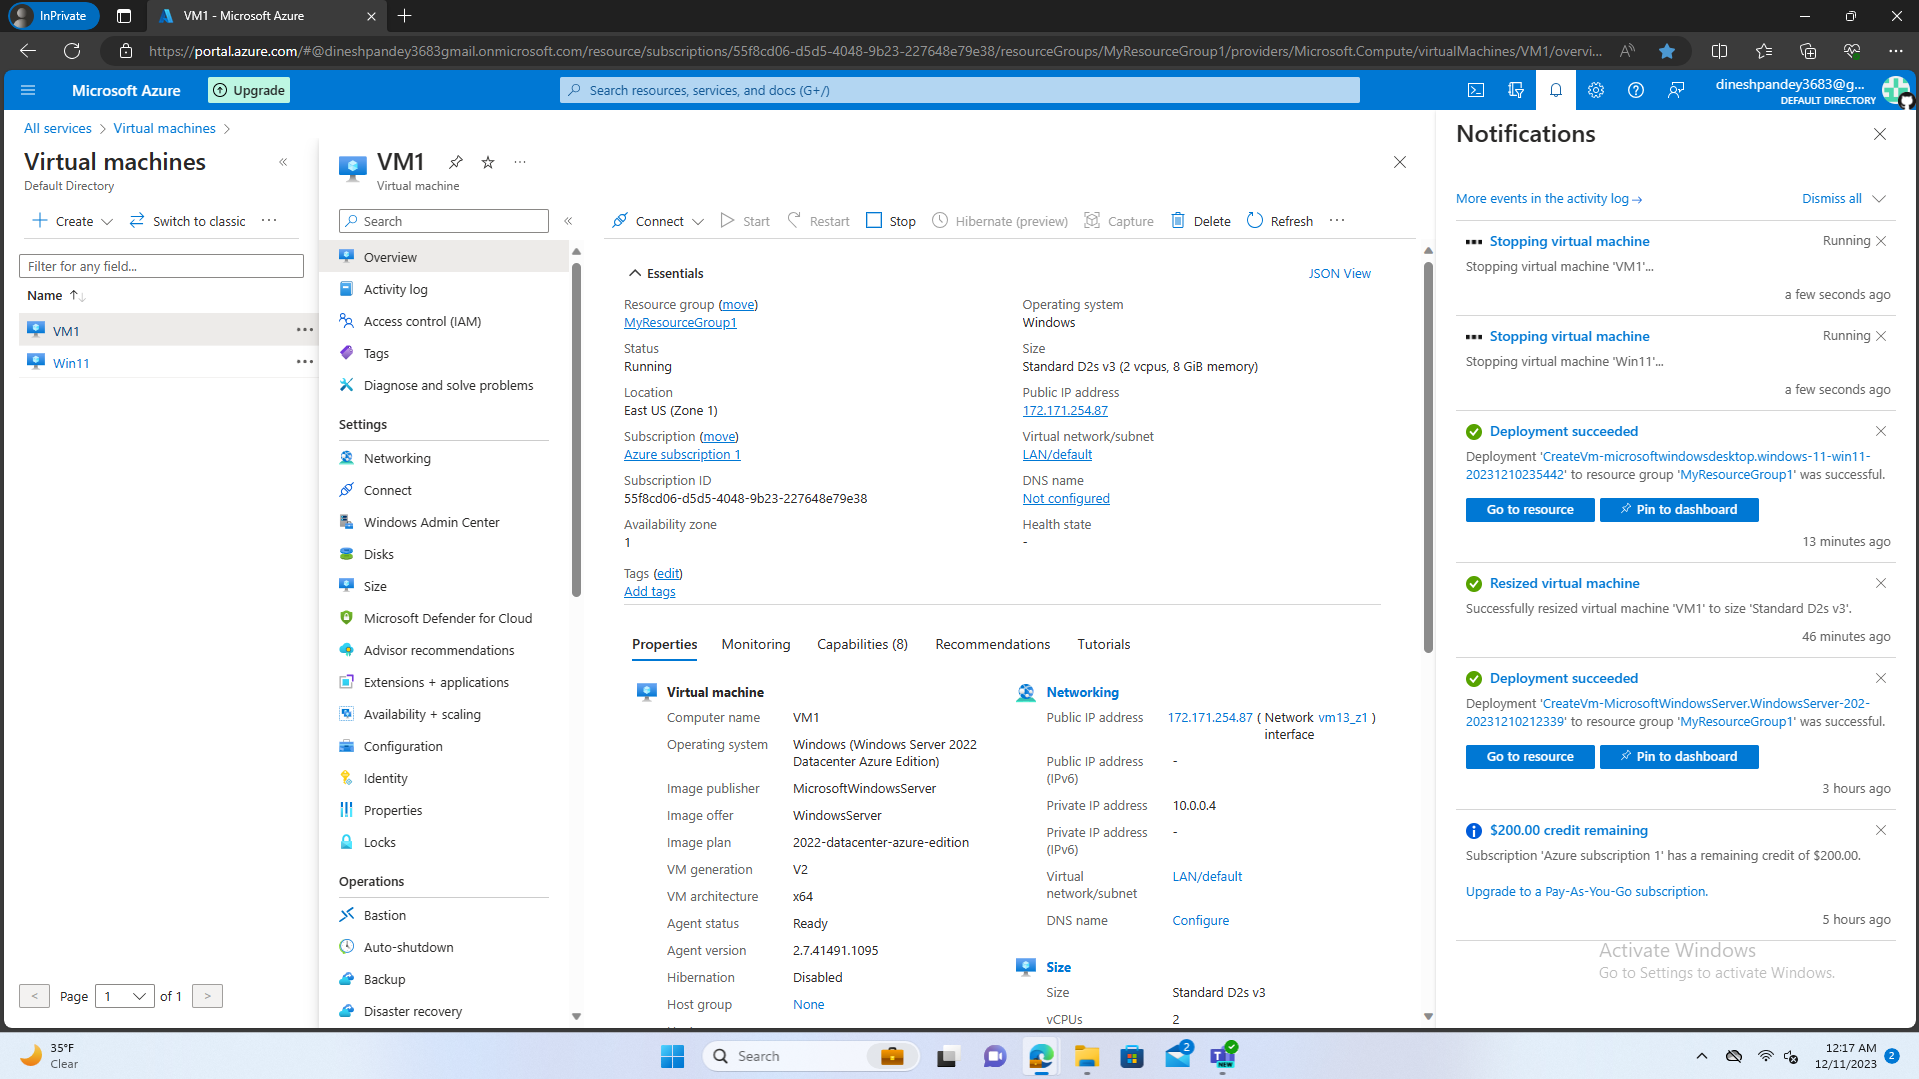 InPrivate
VM1 - Microsoft Azure
https://portal.azure.com/#@dineshpandey3683gmail.onmicrosoft.com/resource/subscriptions/55f8cd06-d5d5-4048-9b23-227648e79e38/resourceGroups/MyResourceGroup1/providers/Microsoft.Compute/virtualMachines/VM1/overvi...
Microsoft Azure
Upgrade
Search resources, services, and docs (G+/)
dineshpandey3683@g...
DEFAULT DIRECTORY
All services > Virtual machines >
Virtual machines
Default Directory
Create
Switch to classic
Filter for any field...
Name
VM1
Win11
< Page 1 of 1 >
VM1
Virtual machine
Search
Overview
Activity log
Access control (IAM)
Tags
Diagnose and solve problems
Settings
Networking
Connect
Windows Admin Center
Disks
Size
Microsoft Defender for Cloud
Advisor recommendations
Extensions + applications
Availability + scaling
Configuration
Identity
Properties
Locks
Operations
Bastion
Auto-shutdown
Backup
Disaster recovery
Connect
Start
Restart
Stop
Hibernate (preview)
Capture
Delete
Refresh
Essentials
JSON View
Resource group (move)
MyResourceGroup1
Status
Running
Location
East US (Zone 1)
Subscription (move)
Azure subscription 1
Subscription ID
55f8cd06-d5d5-4048-9b23-227648e79e38
Availability zone
1
Operating system
Windows
Size
Standard D2s v3 (2 vcpus, 8 GiB memory)
Public IP address
172.171.254.87
Virtual network/subnet
LAN/default
DNS name
Not configured
Health state
-
Tags (edit)
Add tags
Properties
Monitoring
Capabilities (8)
Recommendations
Tutorials
Virtual machine
Computer name VM1
Operating system Windows (Windows Server 2022
Datacenter Azure Edition)
Image publisher MicrosoftWindowsServer
Image offer WindowsServer
Image plan 2022-datacenter-azure-edition
VM generation V2
VM architecture x64
Agent status Ready
Agent version 2.7.41491.1095
Hibernation Disabled
Host group None
Networking
Public IP address 172.171.254.87 ( Network vm13_z1 )
interface
Public IP address -
(IPv6)
Private IP address 10.0.0.4
Private IP address -
(IPv6)
Virtual LAN/default
network/subnet
DNS name Configure
Size
Size Standard D2s v3
vCPUs 2
Notifications
More events in the activity log→
Dismiss all
Stopping virtual machine Running
Stopping virtual machine 'VM1'...
a few seconds ago
Stopping virtual machine Running
Stopping virtual machine 'Win11'...
a few seconds ago
Deployment succeeded
Deployment 'CreateVm-microsoftwindowsdesktop.windows-11-win11-
20231210235442' to resource group 'MyResourceGroup1' was successful.
Go to resource
Pin to dashboard
13 minutes ago
Resized virtual machine
Successfully resized virtual machine 'VM1' to size 'Standard D2s v3'.
46 minutes ago
Deployment succeeded
Deployment 'CreateVm-MicrosoftWindowsServer.WindowsServer-202-
20231210212339' to resource group 'MyResourceGroup1' was successful.
Go to resource
Pin to dashboard
3 hours ago
$200.00 credit remaining
Subscription 'Azure subscription 1' has a remaining credit of $200.00.
Upgrade to a Pay-As-You-Go subscription.
5 hours ago
Activate Windows
Go to Settings to activate Windows.
35°F
Clear
Search
2
NEW
12:17 AM
12/11/2023
2